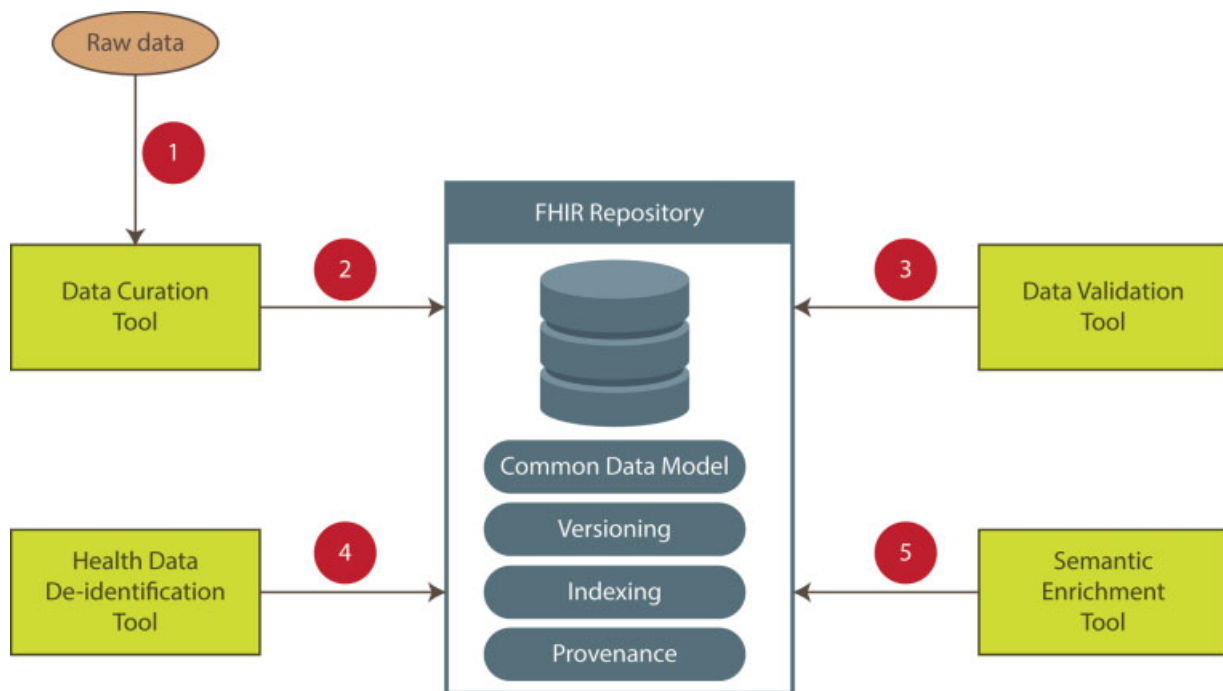 Raw data
1
FHIR Repository
2
3
Data Curation
Tool
Data Validation
Tool
Common Data Model
Versioning
4
5
Health Data
De-identification
Tool
Semantic
Enrichment
Tool
Indexing
Provenance